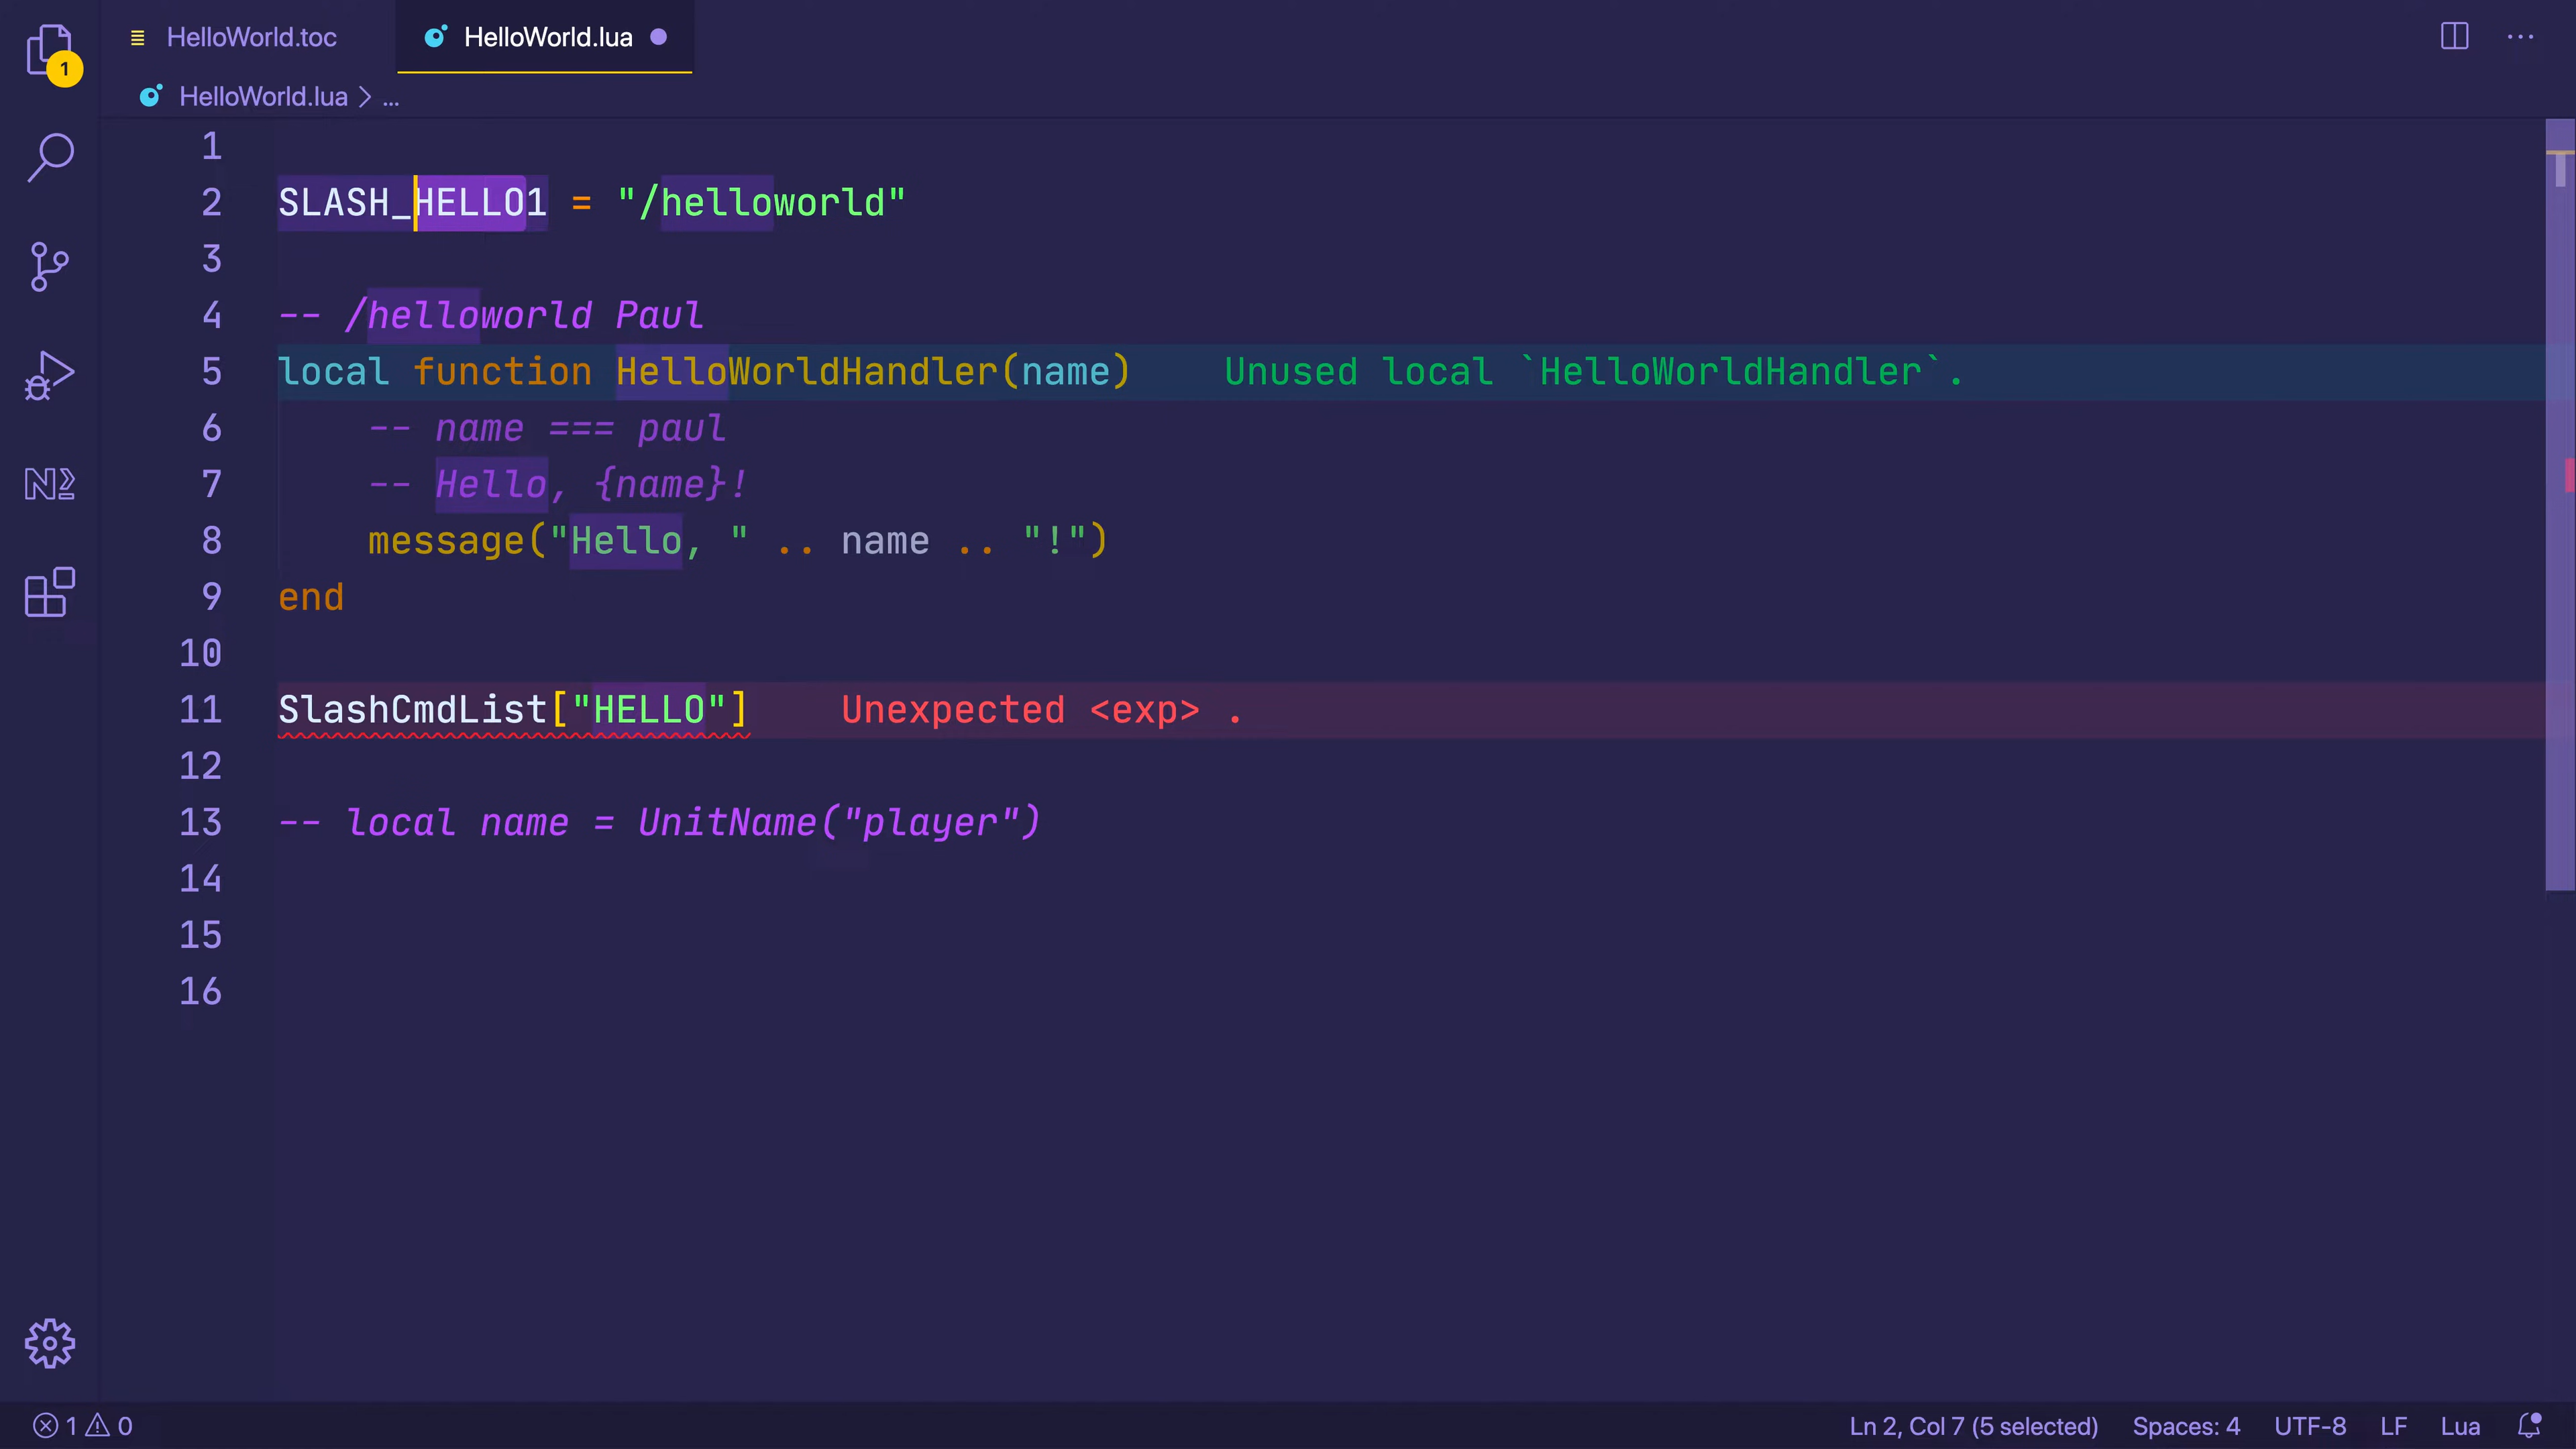 HelloWorld.toc HelloWorld.lua
1
HelloWorld.lua > ...
1
2 SLASH_HELLO1 = "/helloworld"
3
4 -- /helloworld Paul
5 local function HelloWorldHandler(name) Unused local `HelloWorldHandler`.
6 -- name === paul
7 -- Hello, {name}!
8 message("Hello, " .. name .. "!")
9 end
10
11 SlashCmdList["HELLO"] Unexpected <exp> .
12
13 -- local name = UnitName("player")
14
15
16
1 0 Ln 2, Col 7 (5 selected) Spaces: 4 UTF-8 LF Lua